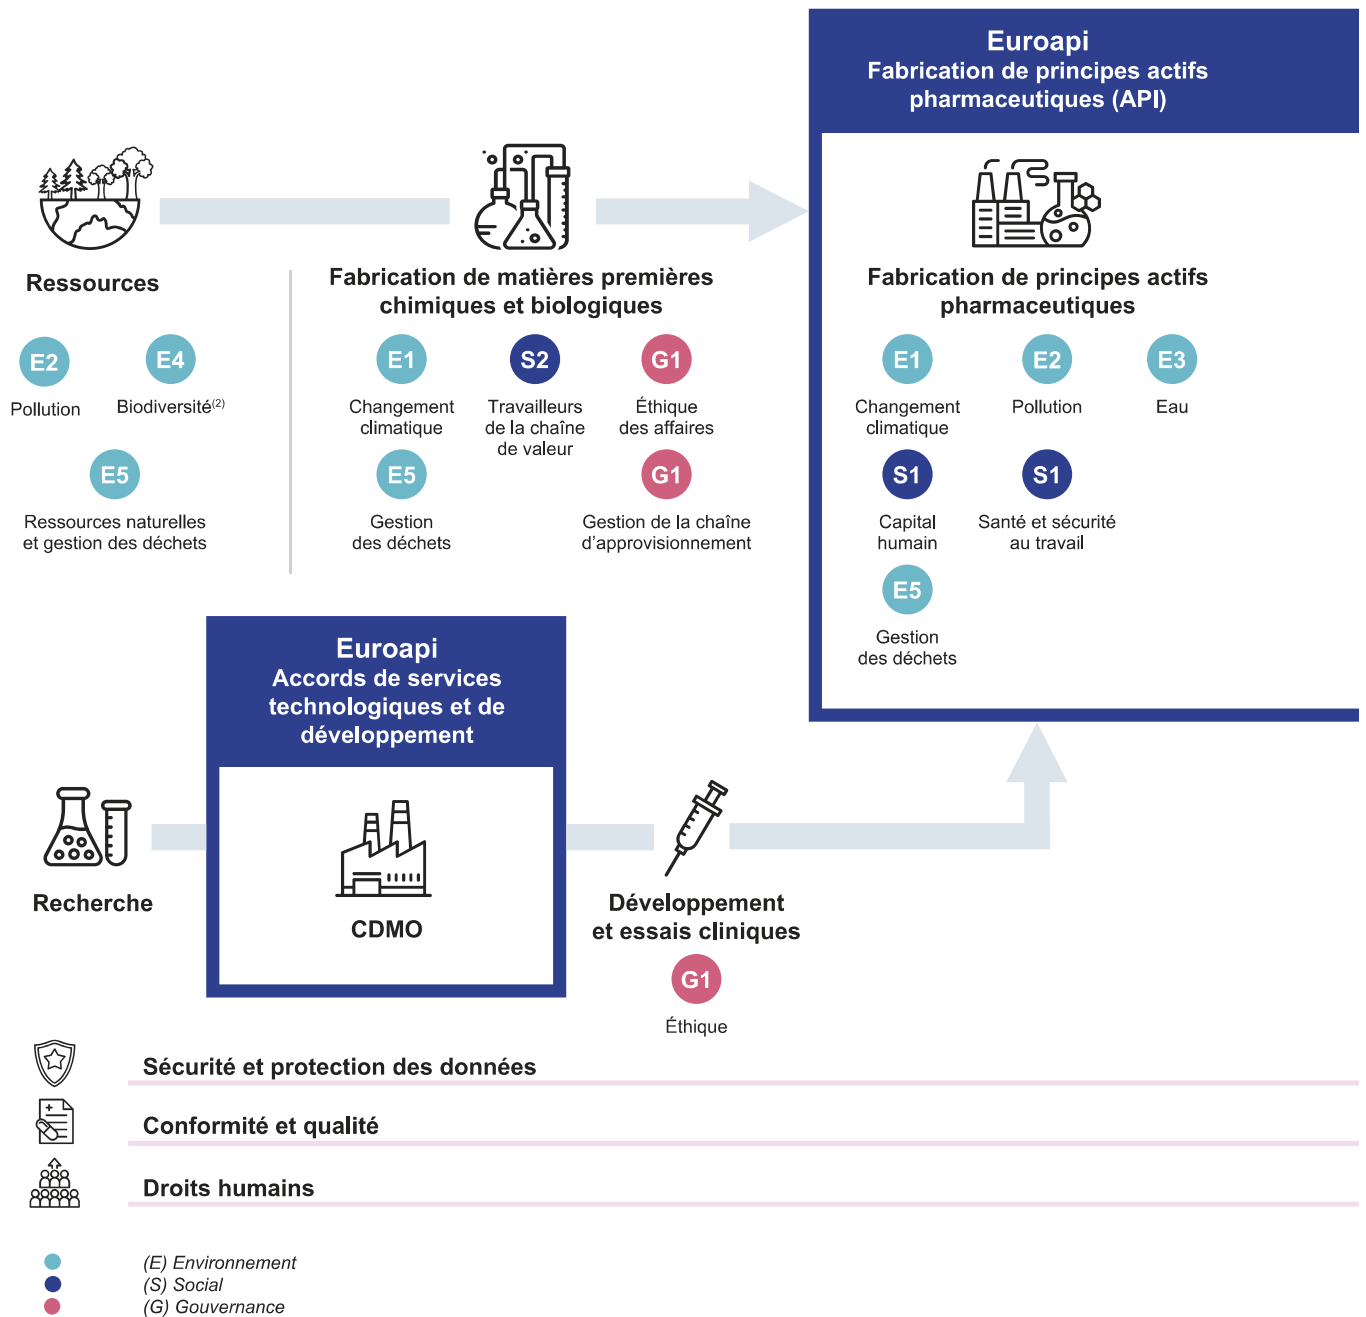 Euroapi
Fabrication de principes actifs
pharmaceutiques (API)
Ressources
E2
Pollution
E4
Biodiversité(2)
E5
Ressources naturelles
et gestion des déchets
Fabrication de matières premières
chimiques et biologiques
E1
Changement
climatique
S2
Travailleurs
de la chaîne
de valeur
G1
Éthique
des affaires
E5
Gestion
des déchets
G1
Gestion de la chaîne
d'approvisionnement
Fabrication de principes actifs
pharmaceutiques
E1
Changement
climatique
E2
Pollution
E3
Eau
S1
Capital
humain
S1
Santé et sécurité
au travail
E5
Gestion
des déchets
Recherche
Euroapi
Accords de services
technologiques et de
développement
CDMO
Développement
et essais cliniques
G1
Éthique
Sécurité et protection des données
Conformité et qualité
Droits humains
(E) Environnement
(S) Social
(G) Gouvernance